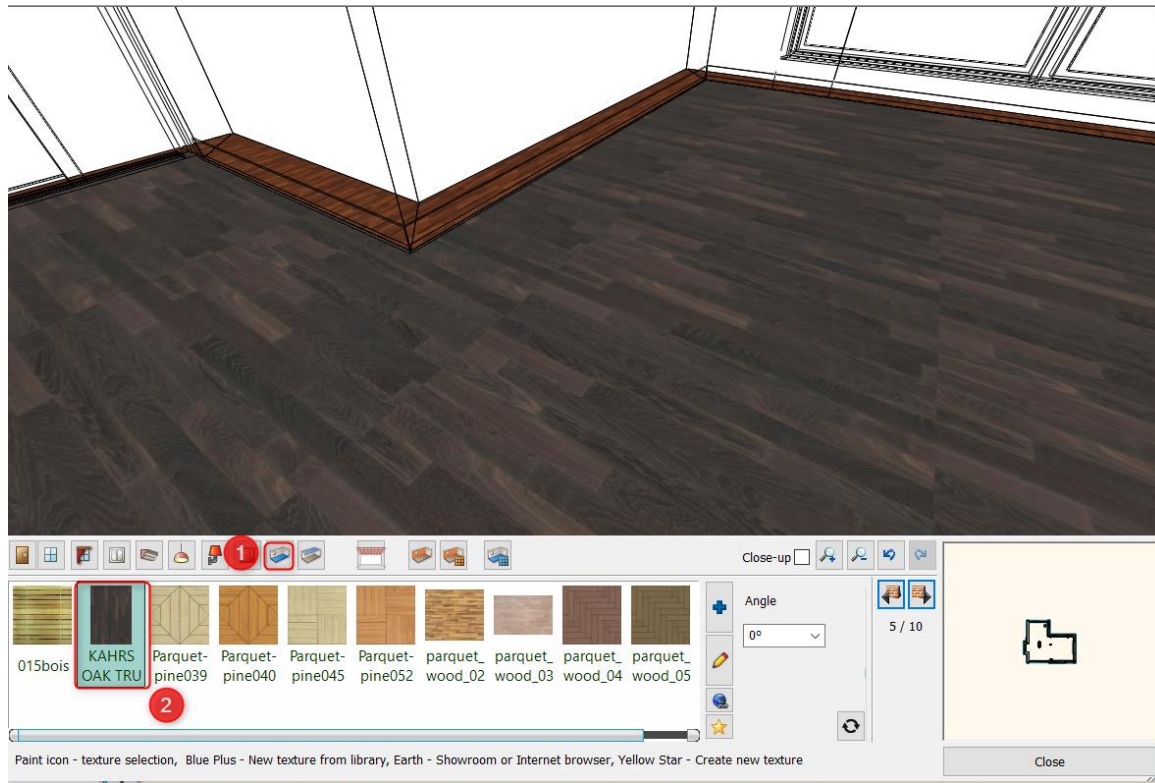 1
Close-up
015bois
KAHRS
OAK TRU
Parquet-
pine039
Parquet-
pine040
Parquet-
pine045
Parquet-
pine052
parquet_
wood_02
parquet_
wood_03
parquet_
wood_04
parquet_
wood_05
2
Angle
0°
5 / 10
Paint icon - texture selection,  Blue Plus - New texture from library, Earth - Showroom or Internet browser, Yellow Star - Create new texture
Close